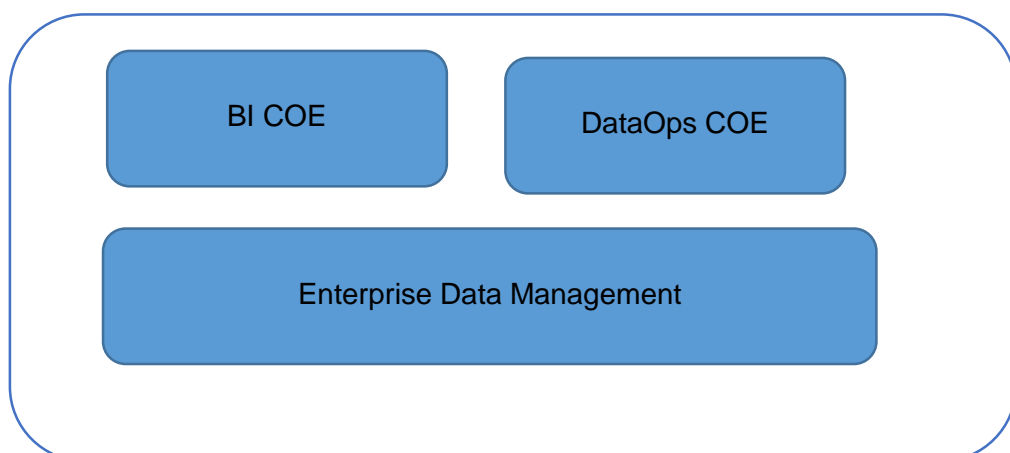 BI COE
DataOps COE
Enterprise Data Management